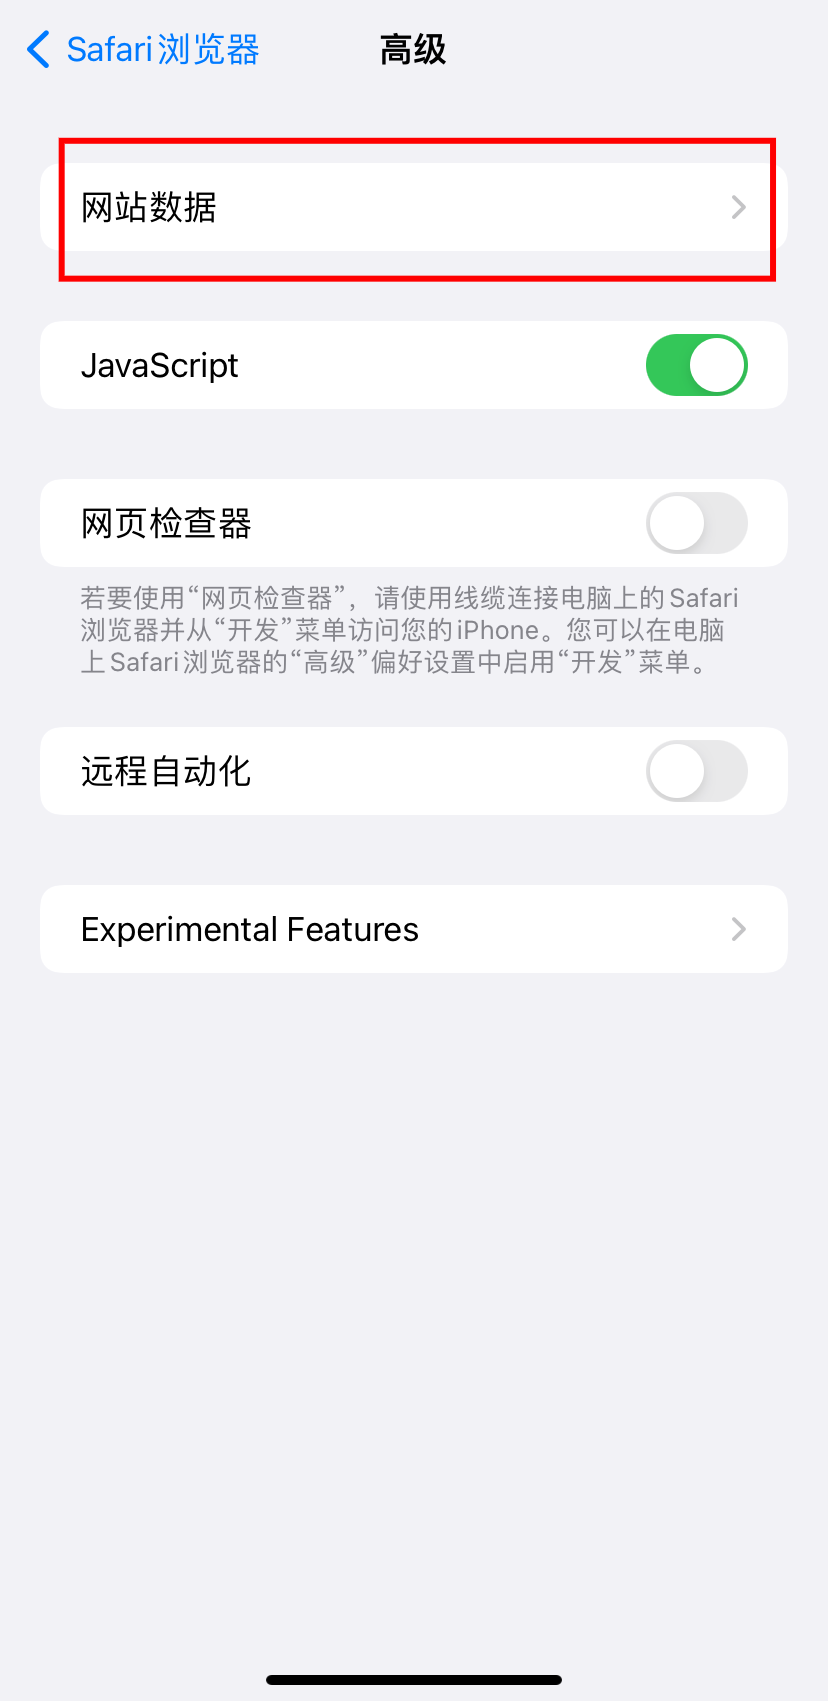 Safari浏览器
高级
网站数据
JavaScript
网页检查器
若要使用“网页检查器”，请使用线缆连接电脑上的Safari
浏览器并从“开发”菜单访问您的iPhone。您可以在电脑
上Safari浏览器的“高级”偏好设置中启用“开发”菜单。
远程自动化
Experimental Features